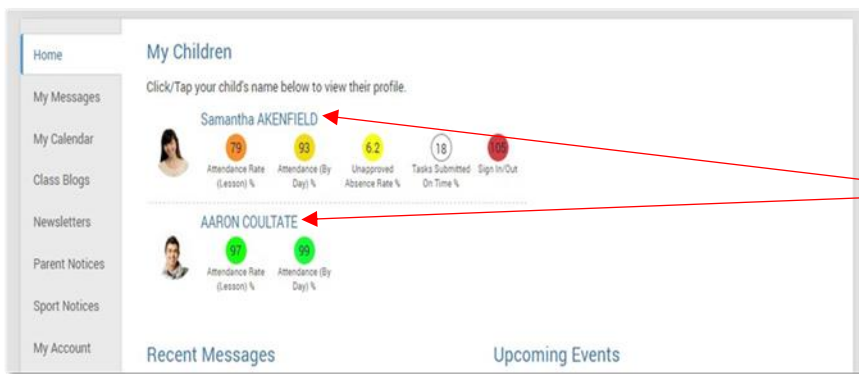 Home
My Messages
My Calendar
Class Blogs
Newsletters
Parent Notices
Sport Notices
My Account
My Children
Click/Tap your child's name below to view their profile.
Samantha AKENFIELD
79
93
6.2
18
105
Attendance Rate (Lesson) %
Attendance (By Day) %
Unapproved Absence Rate %
Tasks Submitted On Time %
Sign In/Out
AARON COULTATE
97
99
Attendance Rate (Lesson) %
Attendance (By Day) %
Recent Messages
Upcoming Events